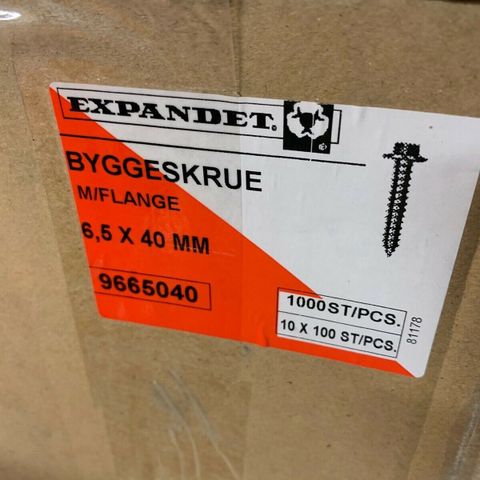 EXPANDET®
BYGGESKRUE
M/FLANGE
6,5 X 40 MM
9665040
1000 ST/PCS.
10 X 100 ST/PCS.
81178